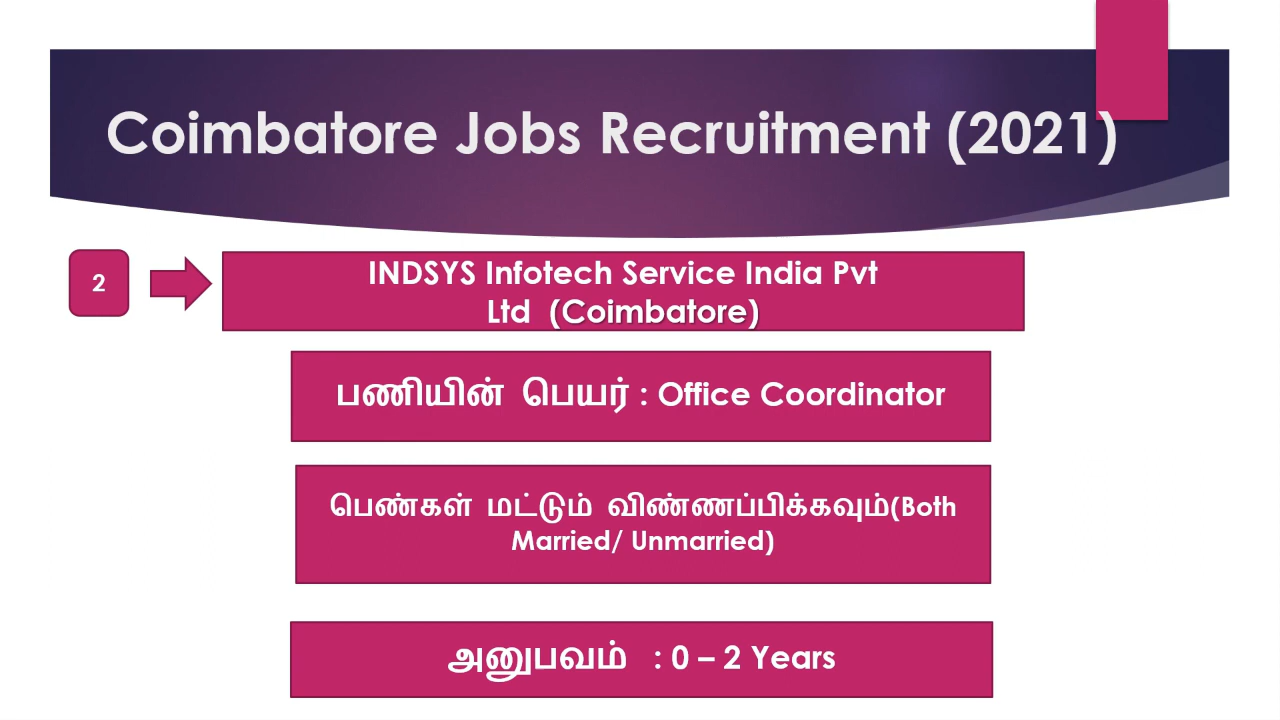 Coimbatore Jobs Recruitment (2021)
2
INDSYS Infotech Service India Pvt
Ltd (Coimbatore)
பணியின் பெயர் : Office Coordinator
பெண்கள் மட்டும் விண்ணப்பிக்கவும்(Both
Married/ Unmarried)
அனுபவம் : 0 – 2 Years